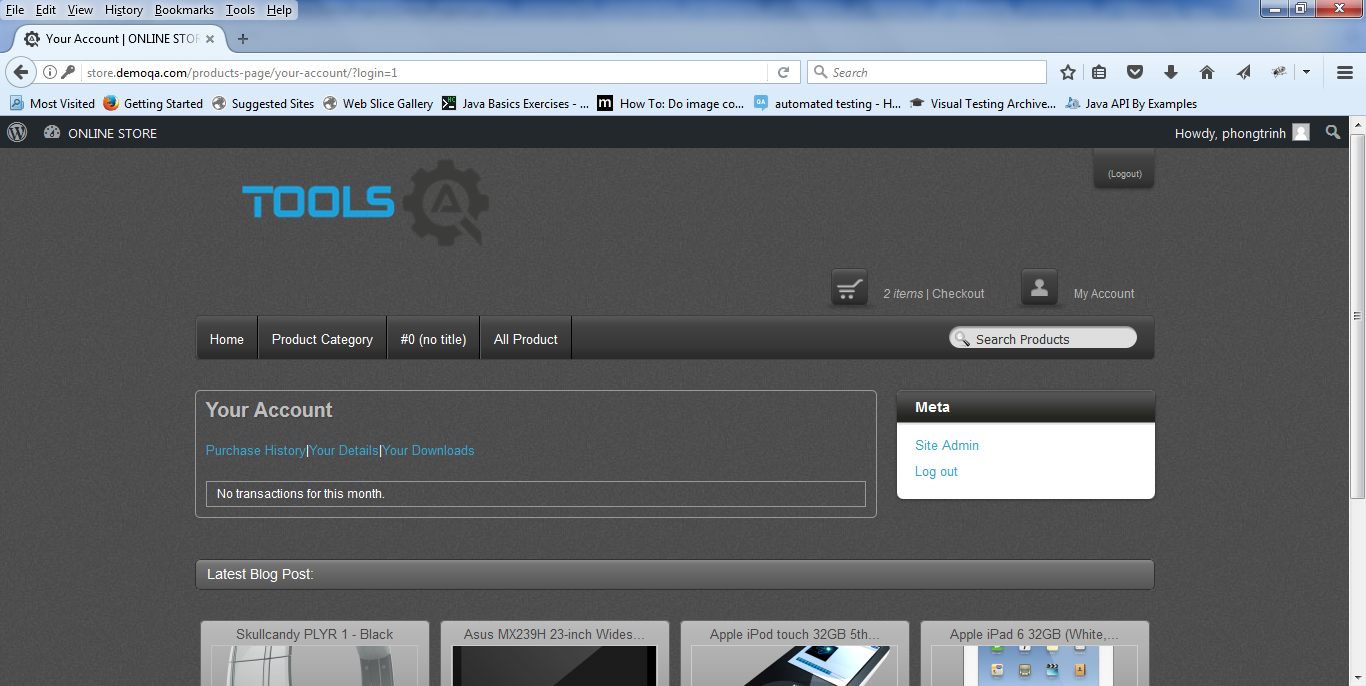 File Edit View History Bookmarks Tools Help
Your Account | ONLINE STOR
store.demoqa.com/products-page/your-account/?login=1
Search
Most Visited Getting Started Suggested Sites Web Slice Gallery Java Basics Exercises - ... How To: Do image co... automated testing - H... Visual Testing Archive... Java API By Examples
ONLINE STORE
Howdy, phongtrinh
TOOLS QA
(Logout)
2 items | Checkout
My Account
Home Product Category #0 (no title) All Product
Search Products
Your Account
Purchase History|Your Details|Your Downloads
No transactions for this month.
Meta
Site Admin
Log out
Latest Blog Post:
Skullcandy PLYR 1 - Black
Asus MX239H 23-inch Wides...
Apple iPod touch 32GB 5th...
Apple iPad 6 32GB (White,...